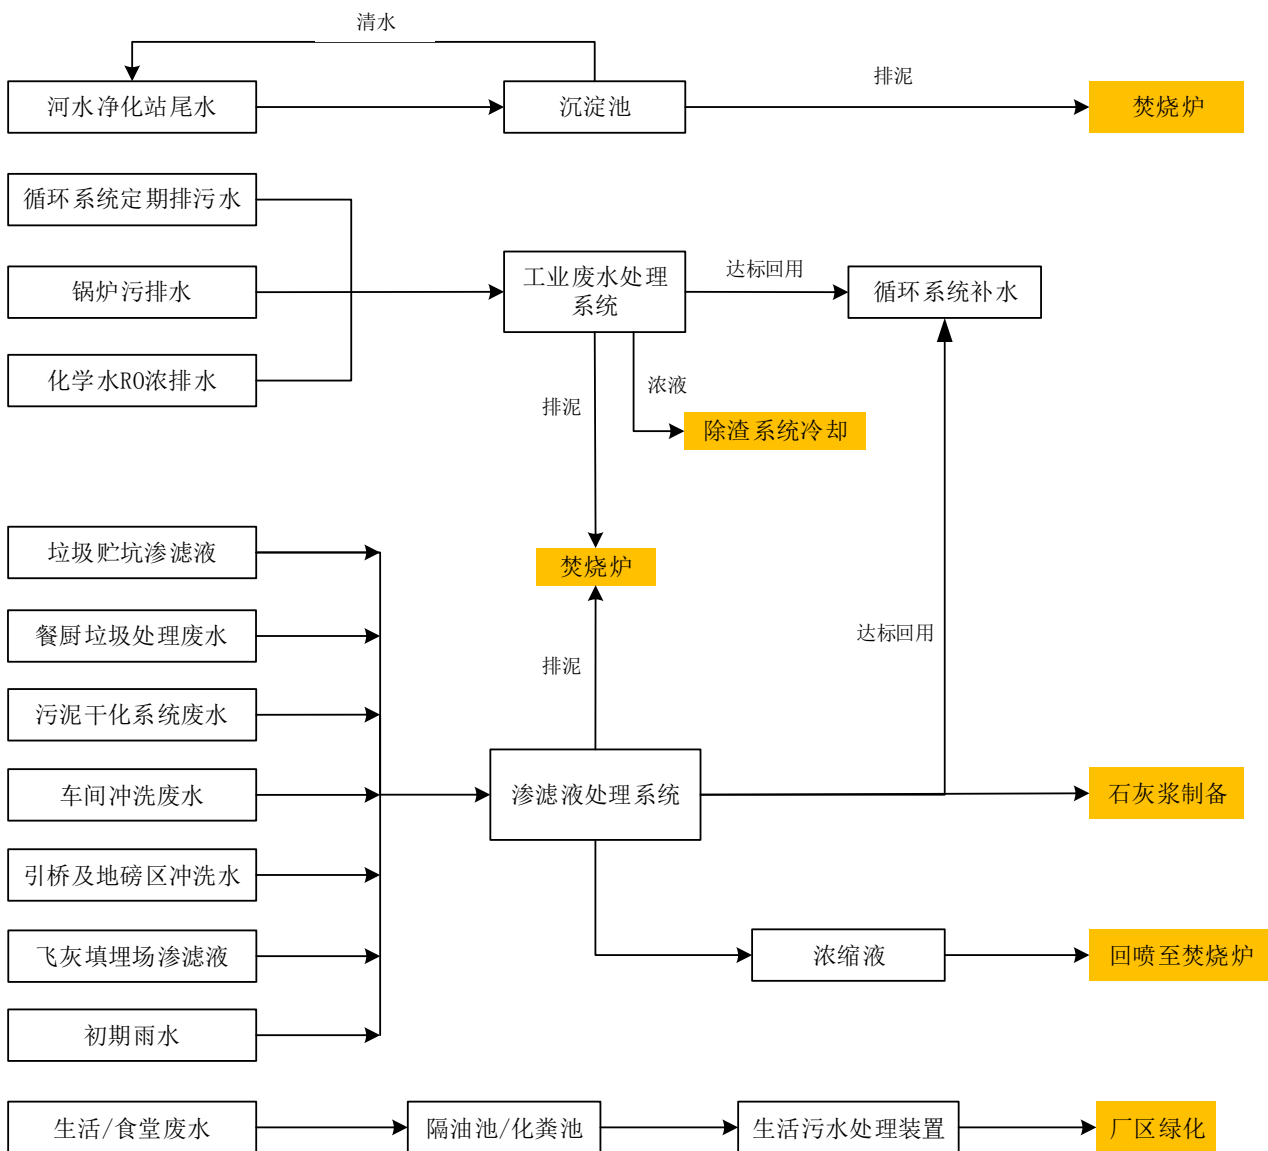 清水
河水净化站尾水
沉淀池
排泥
焚烧炉
循环系统定期排污水
锅炉污排水
化学水RO浓排水
工业废水处理
系统
达标回用
循环系统补水
排泥
浓液
除渣系统冷却
焚烧炉
垃圾贮坑渗滤液
餐厨垃圾处理废水
污泥干化系统废水
车间冲洗废水
引桥及地磅区冲洗水
飞灰填埋场渗滤液
初期雨水
排泥
达标回用
渗滤液处理系统
石灰浆制备
浓缩液
回喷至焚烧炉
生活/食堂废水
隔油池/化粪池
生活污水处理装置
厂区绿化